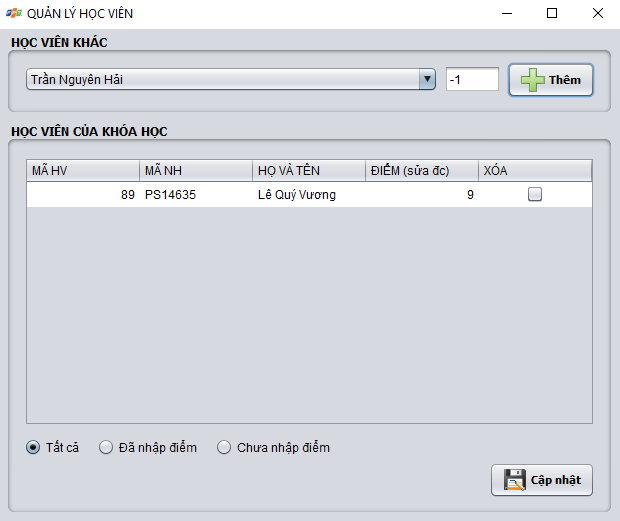 QUẢN LÝ HỌC VIÊN
HỌC VIÊN KHÁC
Trần Nguyên Hải -1 Thêm
HỌC VIÊN CỦA KHÓA HỌC
MÃ HV MÃ NH HỌ VÀ TÊN ĐIỂM (sửa đc) XÓA
89 PS14635 Lê Quý Vương 9
Tất cả Đã nhập điểm Chưa nhập điểm
Cập nhật